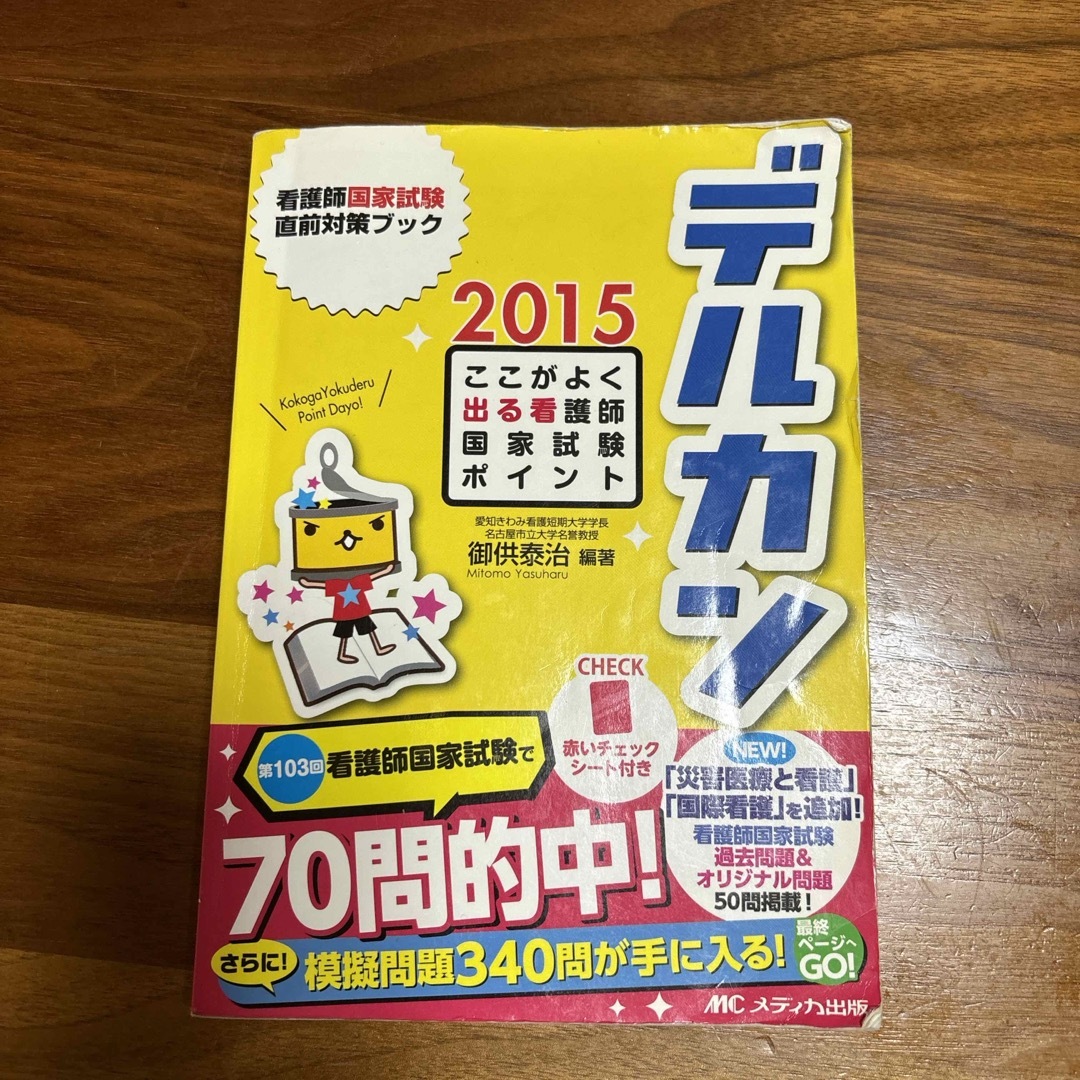 看護師国家試験
直前対策ブック
デルカン
2015
ここがよく
出る看護師
国家試験
ポイント
KokogaYokuderu
Point Dayo!
愛知きわみ看護短期大学学長
名古屋市立大学名誉教授
御供泰治 編著
Mitomo Yasuharu
CHECK
赤いチェック
シート付き
第103回 看護師国家試験で
70問的中!
NEW!
「災害医療と看護」
「国際看護」を追加!
看護師国家試験
過去問題&
オリジナル問題
50問掲載!
さらに! 模擬問題340問が手に入る!
最終
ページへ
GO!
MC メディカ出版